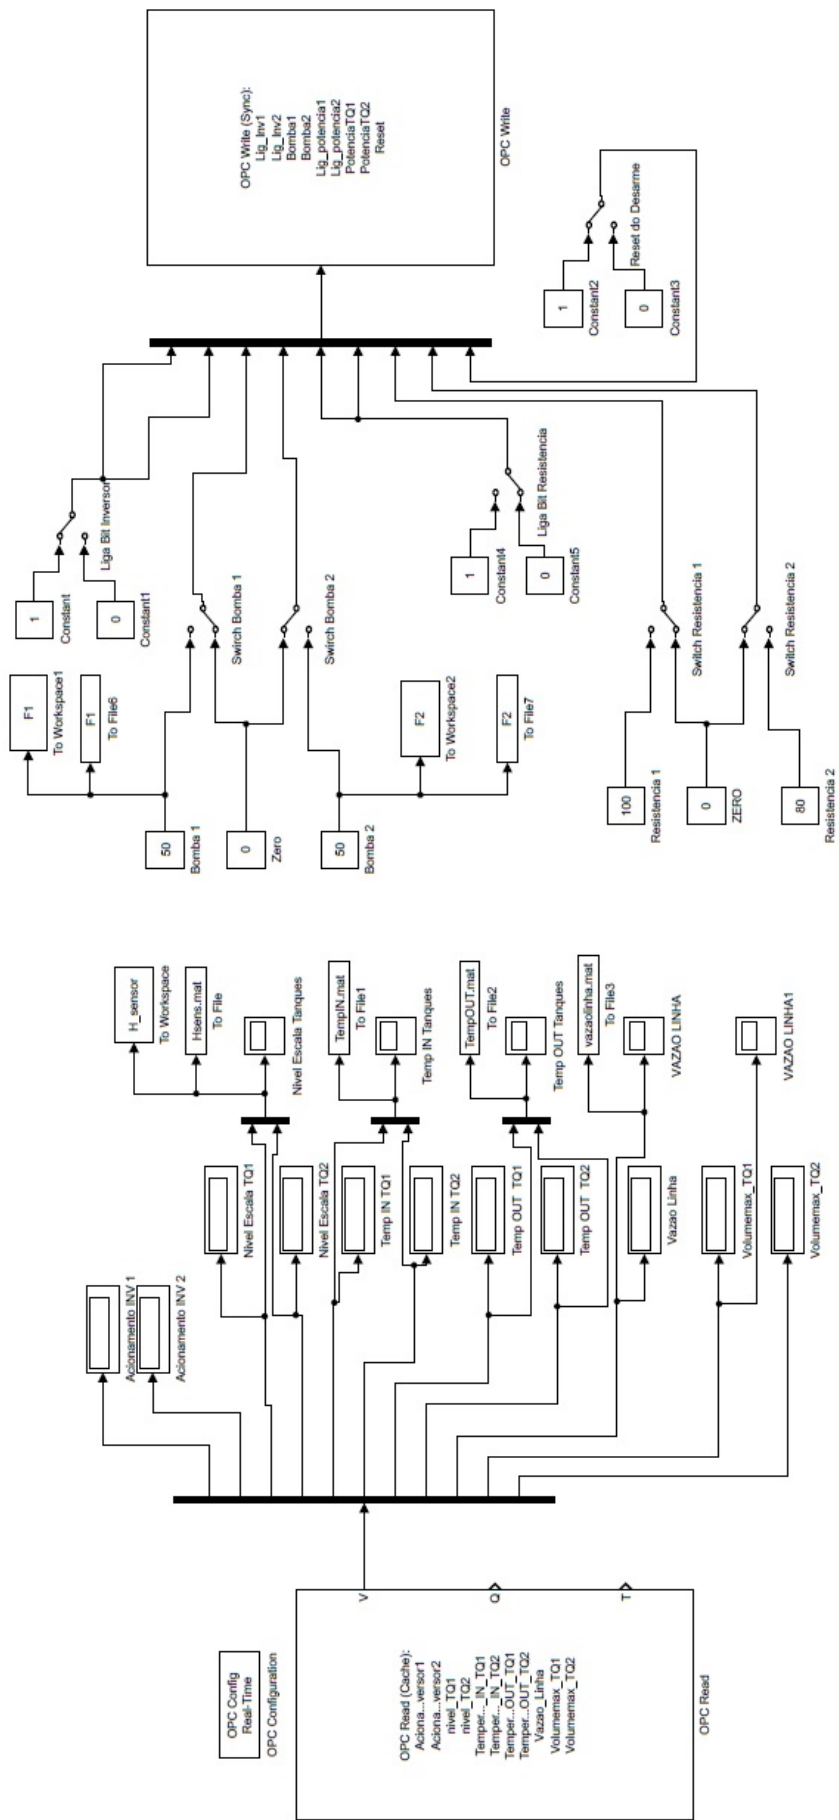 OPC Config
Real-Time
OPC Configuration
OPC Read (Cache):
Aciona...versor1
Aciona...versor2
nivel_TQ1
nivel_TQ2
Temper..._IN_TQ1
Temper..._IN_TQ2
Temper...OUT_TQ1
Temper...OUT_TQ2
Vazao_Linha
Volumemax_TQ1
Volumemax_TQ2
V
Q
T
OPC Read
Acionamento INV 1
Acionamento INV 2
Nivel Escala TQ1
Nivel Escala TQ2
Temp IN TQ1
Temp IN TQ2
Temp OUT TQ1
Temp OUT TQ2
Vazao Linha
Volumemax_TQ1
Volumemax_TQ2
H_sensor
To Workspace
Hsens.mat
To File
Nivel Escala Tanques
TempIN.mat
To File1
Temp IN Tanques
TempOUT.mat
To File2
Temp OUT Tanques
vazaolinha.mat
To File3
VAZAO LINHA
VAZAO LINHA1
50
Bomba 1
0
Zero
50
Bomba 2
F1
To Workspace1
F1
To File6
1
Constant
0
Constant1
Liga Bit Inversor
Swirch Bomba 1
Swirch Bomba 2
F2
To Workspace2
F2
To File7
1
Constant4
0
Constant5
Liga Bit Resistencia
100
Resistencia 1
0
ZERO
80
Resistencia 2
Switch Resistencia 1
Switch Resistencia 2
1
Constant2
0
Constant3
Reset do Desarme
OPC Write (Sync):
Lig_Inv1
Lig_Inv2
Bomba1
Bomba2
Lig_potencia1
Lig_potencia2
PotenciaTQ1
PotenciaTQ2
Reset
OPC Write